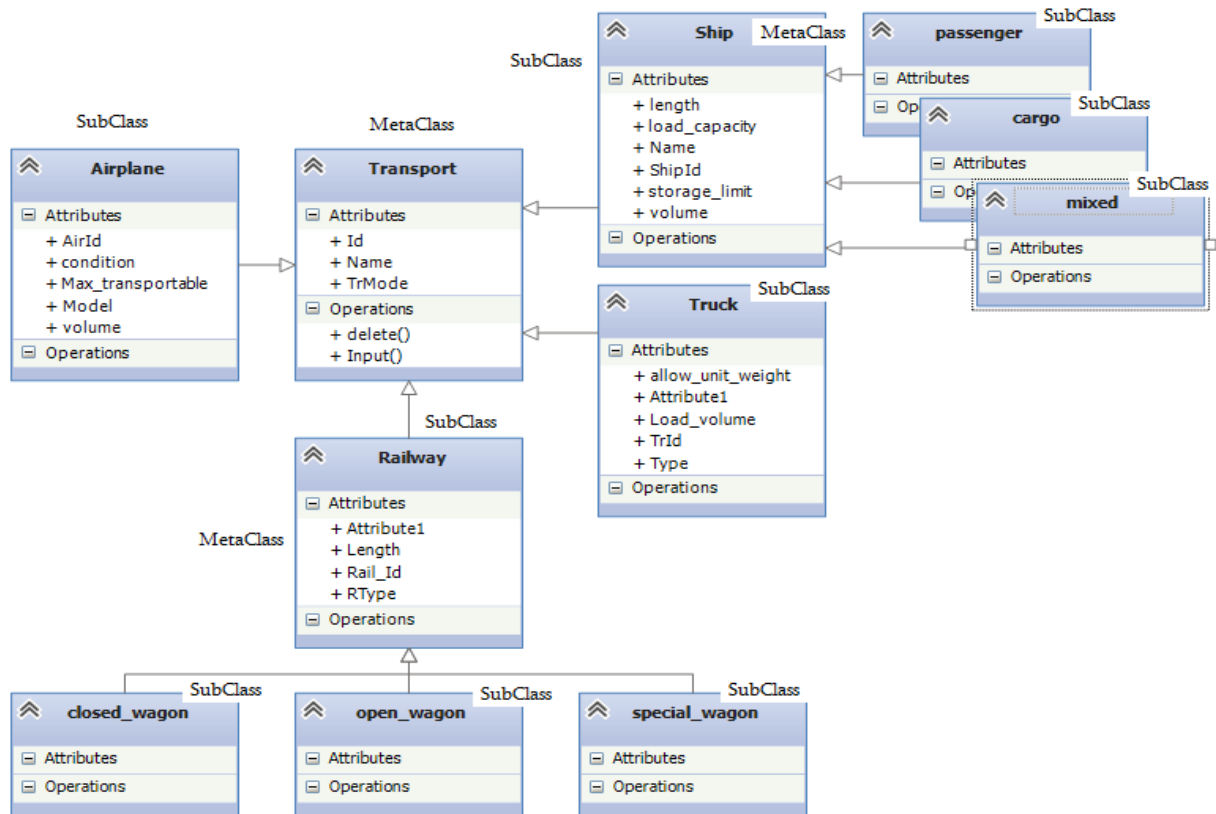 SubClass
Airplane
Attributes
+ AirId
+ condition
+ Max_transportable
+ Model
+ volume
Operations
MetaClass
Transport
Attributes
+ Id
+ Name
+ TrMode
Operations
+ delete()
+ Input()
SubClass
Ship
MetaClass
Attributes
+ length
+ load_capacity
+ Name
+ ShipId
+ storage_limit
+ volume
Operations
SubClass
passenger
Attributes
Op
SubClass
cargo
Attributes
Op
SubClass
mixed
Attributes
Operations
SubClass
Truck
Attributes
+ allow_unit_weight
+ Attribute1
+ Load_volume
+ TrId
+ Type
Operations
SubClass
Railway
MetaClass
Attributes
+ Attribute1
+ Length
+ Rail_Id
+ RType
Operations
SubClass
closed_wagon
Attributes
Operations
SubClass
open_wagon
Attributes
Operations
SubClass
special_wagon
Attributes
Operations